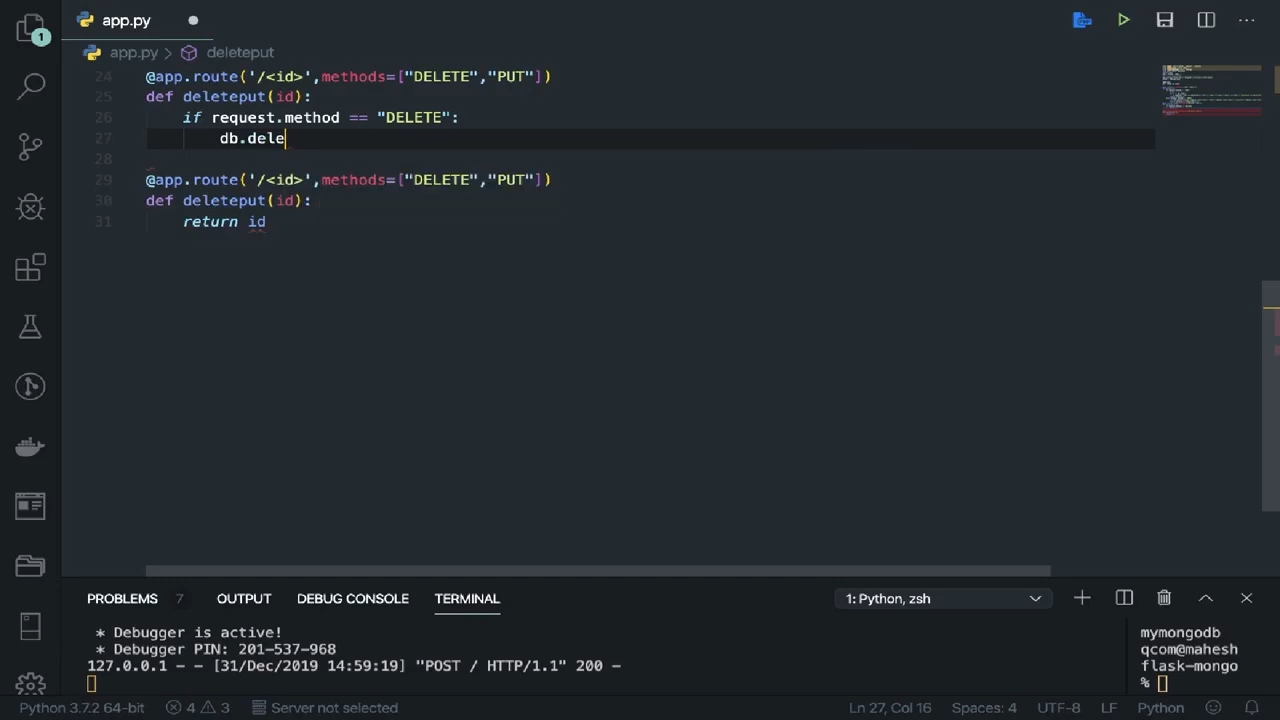 1
app.py
app.py > deleteput
24 @app.route('/<id>',methods=["DELETE","PUT"])
25 def deleteput(id):
26 if request.method == "DELETE":
27 db.dele
28
29 @app.route('/<id>',methods=["DELETE","PUT"])
30 def deleteput(id):
31 return id
PROBLEMS 7 OUTPUT DEBUG CONSOLE TERMINAL 1: Python, zsh
* Debugger is active!
* Debugger PIN: 201-537-968
127.0.0.1 - - [31/Dec/2019 14:59:19] "POST / HTTP/1.1" 200 -
mymongodb
qcom@mahesh
flask-mongo
%
Python 3.7.2 64-bit 4 3 Server not selected Ln 27, Col 16 Spaces: 4 UTF-8 LF Python